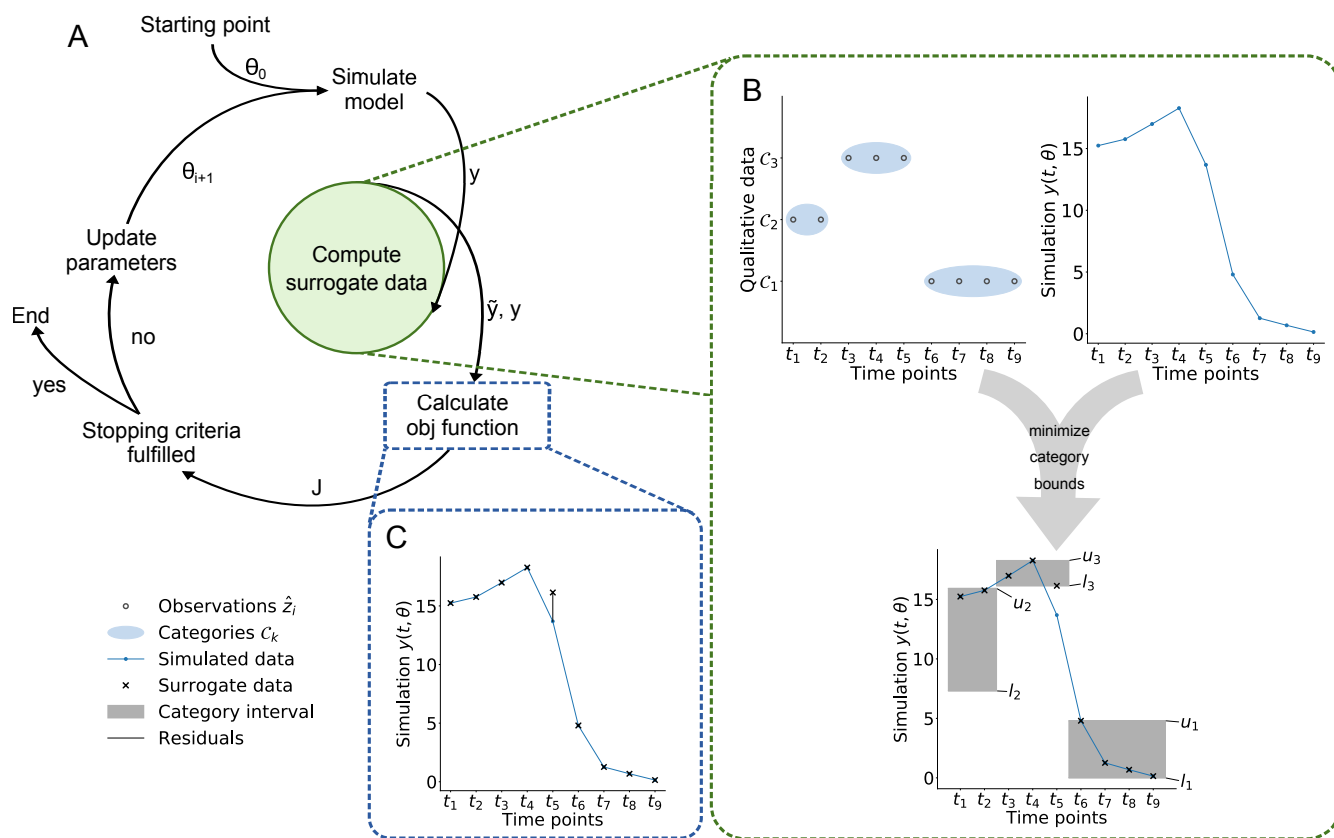 A
Starting point
θ0
Simulate
model
y
θi+1
Compute
surrogate data
Update
parameters
ỹ, y
End
no
yes
Calculate
obj function
Stopping criteria
fulfilled
J
Observations ẑi
Categories Ck
Simulated data
Surrogate data
Category interval
Residuals
B
Qualitative data
C3
C2
C1
t1 t2 t3 t4 t5 t6 t7 t8 t9
Time points
Simulation y(t, θ)
15
10
5
0
t1 t2 t3 t4 t5 t6 t7 t8 t9
Time points
minimize
category
bounds
Simulation y(t, θ)
15
10
5
0
u3
l3
u2
l2
u1
l1
t1 t2 t3 t4 t5 t6 t7 t8 t9
Time points
C
Simulation y(t, θ)
15
10
5
0
t1 t2 t3 t4 t5 t6 t7 t8 t9
Time points